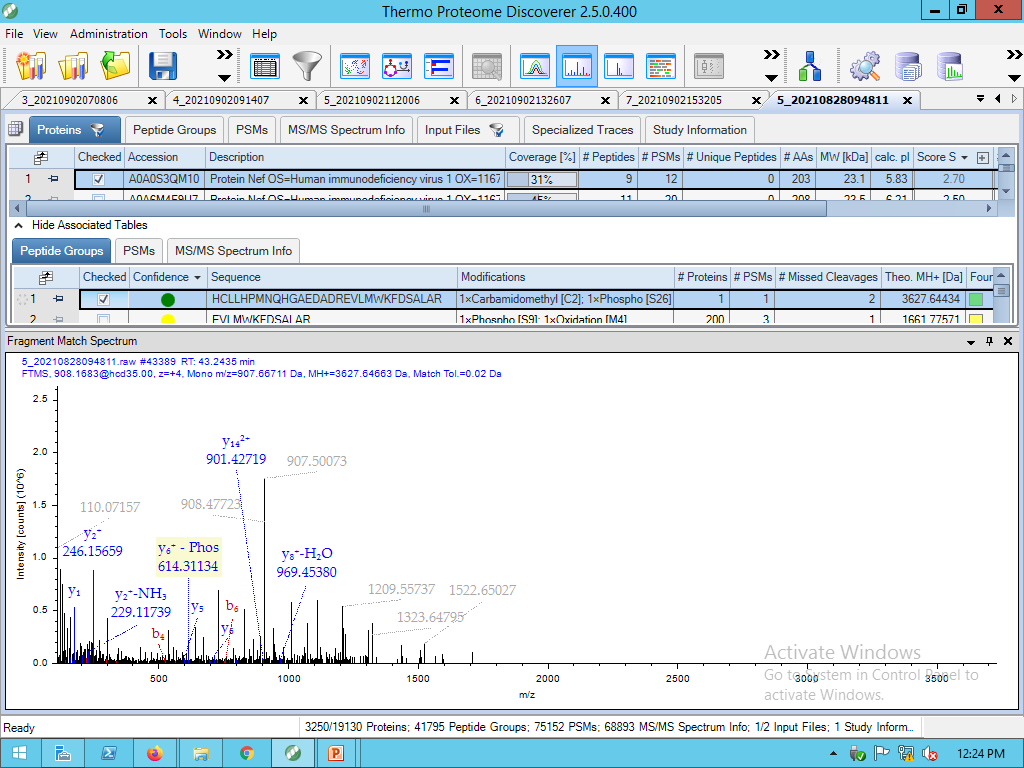 Thermo Proteome Discoverer 2.5.0.400
File View Administration Tools Window Help
3_20210902070806 4_20210902091407 5_20210902112006 6_20210902132607 7_20210902153205 5_20210828094811
Proteins Peptide Groups PSMs MS/MS Spectrum Info Input Files Specialized Traces Study Information
Checked Accession Description Coverage [%] # Peptides # PSMs # Unique Peptides # AAs MW [kDa] calc. pI Score S
1 A0A0S3QM10 Protein Nef OS=Human immunodeficiency virus 1 OX=1167 31% 9 12 0 203 23.1 5.83 2.70
Hide Associated Tables
Peptide Groups PSMs MS/MS Spectrum Info
Checked Confidence Sequence Modifications # Proteins # PSMs # Missed Cleavages Theo. MH+ [Da] Four
1 HCLLHPMNQHGAEDADREVLMWKFDSALAR 1×Carbamidomethyl [C2]; 1×Phospho [S26] 1 1 2 3627.64434
2 EVLMWKFDSALAR 1×Phospho [S9]; 1×Oxidation [M4] 200 3 1 1661.77571
Fragment Match Spectrum
5_20210828094811.raw #43389 RT: 43.2435 min
FTMS, 908.1683@hcd35.00, z=+4, Mono m/z=907.66711 Da, MH+=3627.64663 Da, Match Tol.=0.02 Da
2.5
y₁₄²⁺
2.0
901.42719
907.50073
1.5
908.47723
110.07157
y₂⁺
246.15659
y₆⁺ - Phos
614.31134
y₈⁺-H₂O
969.45380
1.0
Intensity [counts] (10^6)
y₁
y₂⁺-NH₃
229.11739
y₅
b₆
1209.55737
1522.65027
0.5
1323.64795
b₄
y₆
0.0
500 1000 1500 2000 2500 3000 3500
m/z
Activate Windows
Go to System in Control Panel to
activate Windows.
Ready
3250/19130 Proteins; 41795 Peptide Groups; 75152 PSMs; 68893 MS/MS Spectrum Info; 1/2 Input Files; 1 Study Inform...
12:24 PM